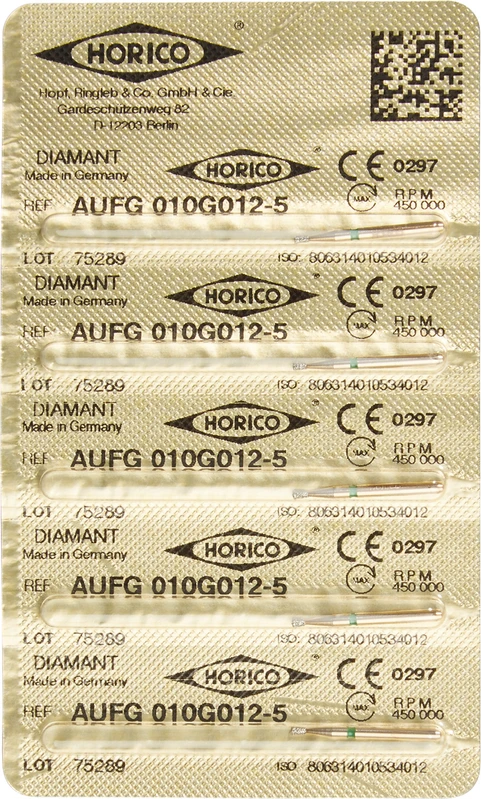 HORICO®
Hopf, Ringleb & Co. GmbH & Cie
Gardeschützenweg 82
D-12203 Berlin
DIAMANT HORICO® CE 0297
Made in Germany MAX RPM
REF AUFG 010G012-5 450 000
LOT 75289 ISO: 806314010534012
DIAMANT HORICO® CE 0297
Made in Germany MAX RPM
REF AUFG 010G012-5 450 000
LOT 75289 ISO: 806314010534012
DIAMANT HORICO® CE 0297
Made in Germany MAX RPM
REF AUFG 010G012-5 450 000
LOT 75289 ISO: 806314010534012
DIAMANT HORICO® CE 0297
Made in Germany MAX RPM
REF AUFG 010G012-5 450 000
LOT 75289 ISO: 806314010534012
DIAMANT HORICO® CE 0297
Made in Germany MAX RPM
REF AUFG 010G012-5 450 000
LOT 75289 ISO 806314010534012